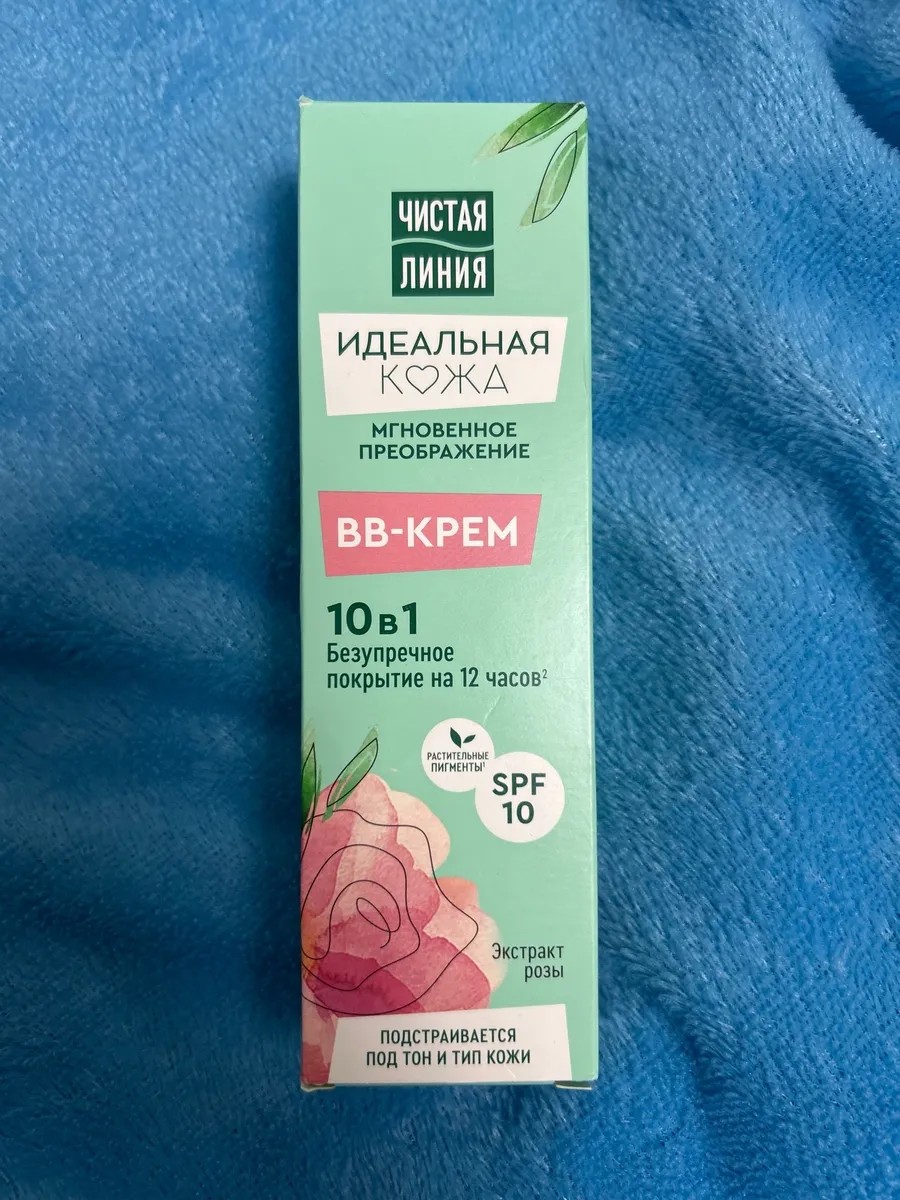 ЧИСТАЯ
ЛИНИЯ
ИДЕАЛЬНАЯ
КОЖА
МГНОВЕННОЕ
ПРЕОБРАЖЕНИЕ
ВВ-КРЕМ
10 в 1
Безупречное
покрытие на 12 часов²
РАСТИТЕЛЬНЫЕ
ПИГМЕНТЫ¹
SPF
10
Экстракт
розы
ПОДСТРАИВАЕТСЯ
ПОД ТОН И ТИП КОЖИ